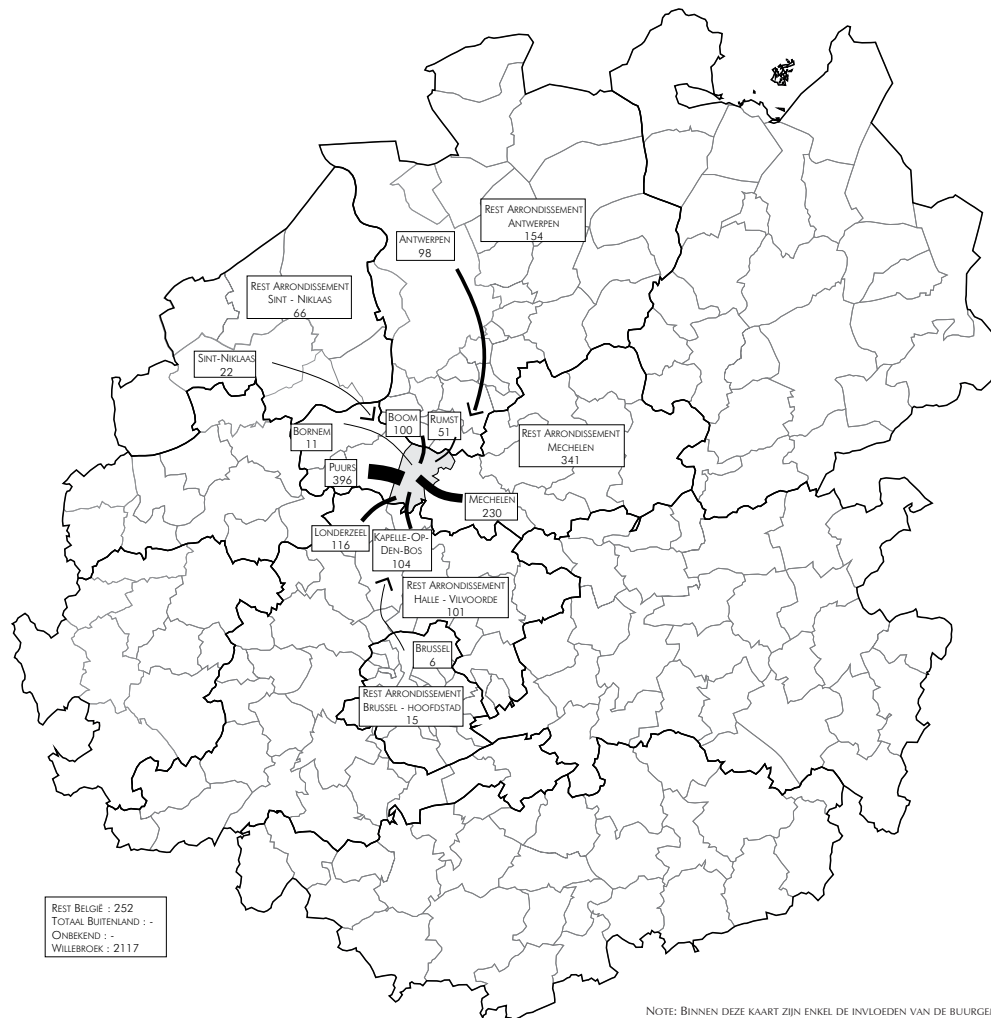 Rest Arrondissement
Antwerpen
154
Antwerpen
98
Rest Arrondissement
Sint - Niklaas
66
Sint-Niklaas
22
Boom
100
Rumst
51
Bornem
11
Rest Arrondissement
Mechelen
341
Puurs
396
Mechelen
230
Londerzeel
116
Kapelle-Op-
Den-Bos
104
Rest Arrondissement
Halle - Vilvoorde
101
Brussel
6
Rest Arrondissement
Brussel - hoofdstad
15
Rest België : 252
Totaal Buitenland : -
Onbekend : -
Willebroek : 2117
Note: Binnen deze kaart zijn enkel de invloeden van de buurge